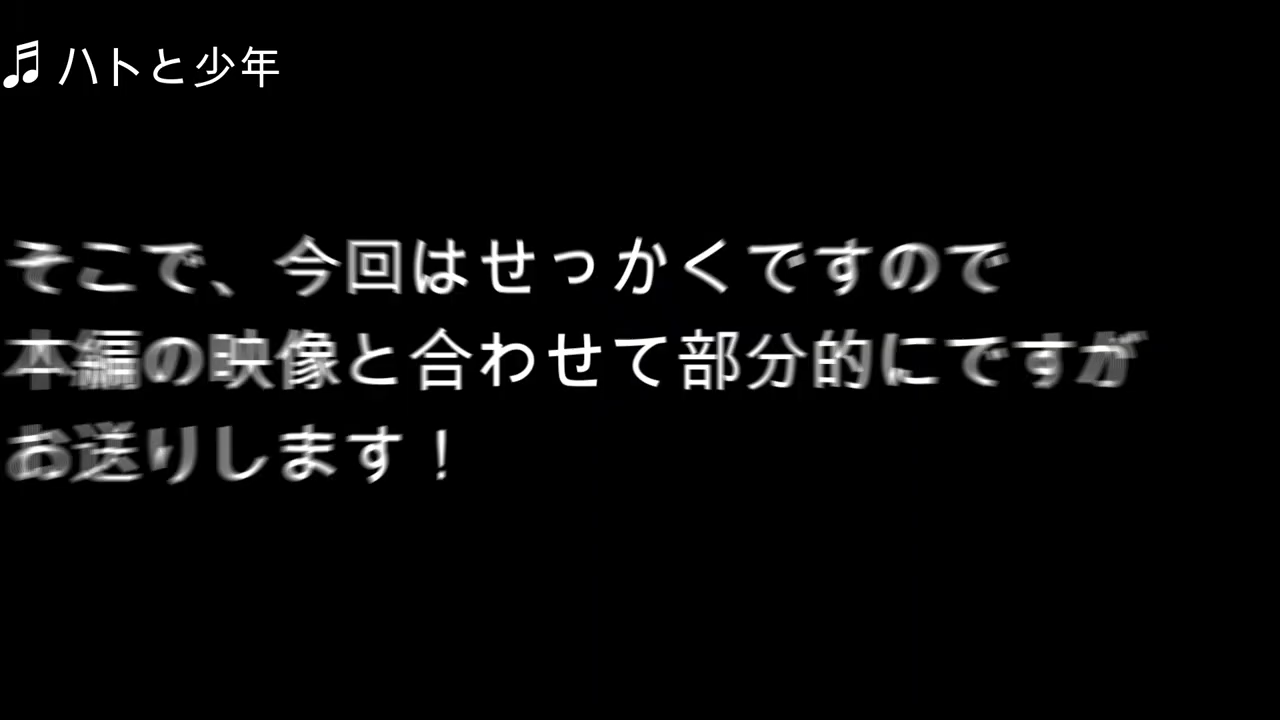 ♬ ハトと少年
そこで、今回はせっかくですので
本編の映像と合わせて部分的にですが
お送りします！